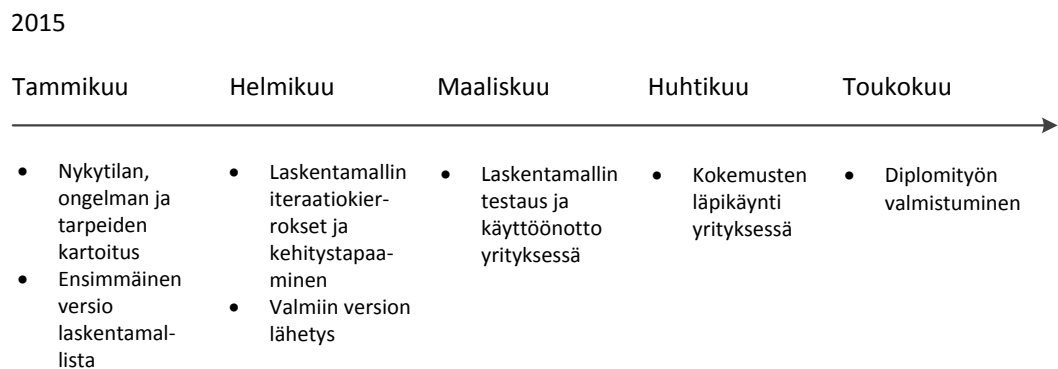 2015
Tammikuu Helmikuu Maaliskuu Huhtikuu Toukokuu
• Nykytilan,
ongelman ja
tarpeiden
kartoitus
• Ensimmäinen
versio
laskentamal-
lista
• Laskentamallin
iteraatiokier-
rokset ja
kehitystapaa-
minen
• Valmiin version
lähetys
• Laskentamallin
testaus ja
käyttöönotto
yrityksessä
• Kokemusten
läpikäynti
yrityksessä
• Diplomityön
valmistuminen